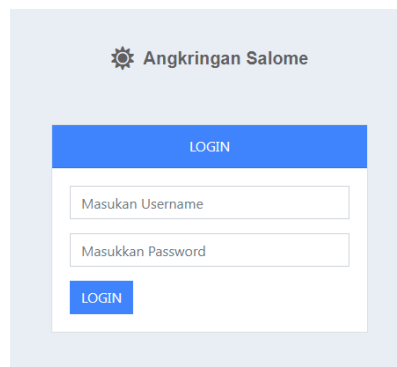 Angkringan Salome
LOGIN
Masukan Username
Masukkan Password
LOGIN